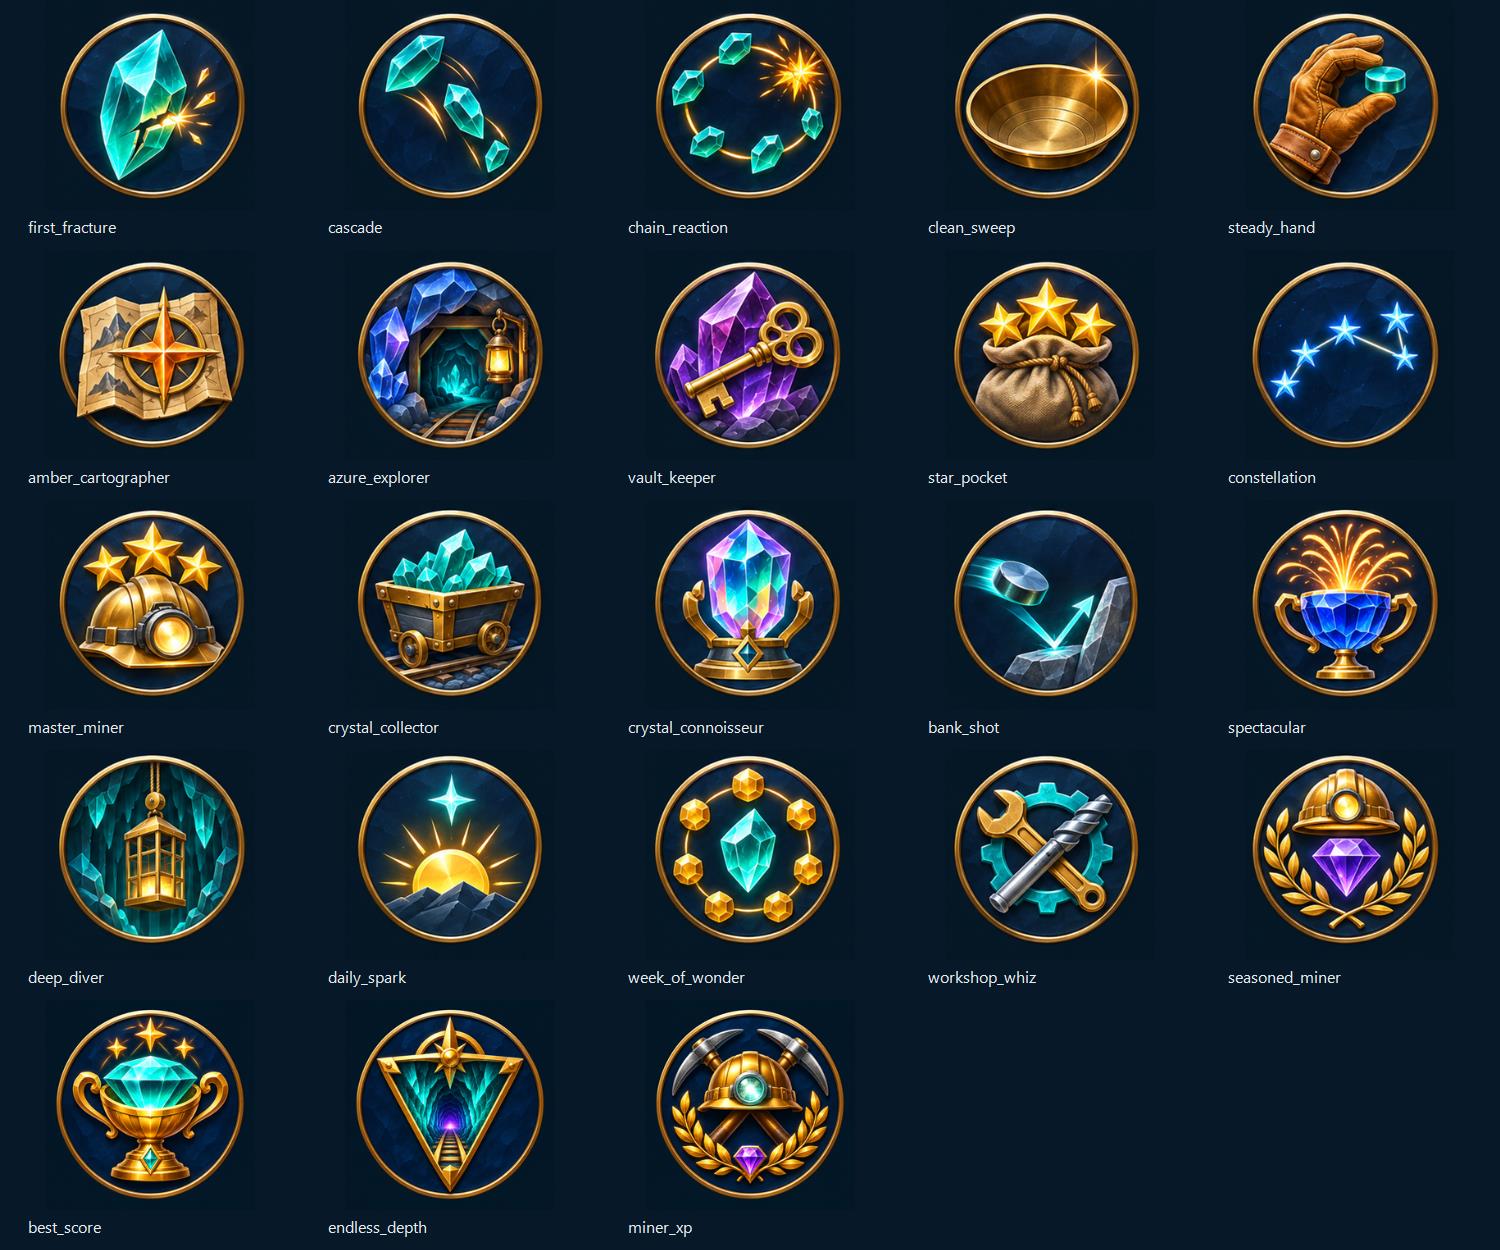 first_fracture
cascade
chain_reaction
clean_sweep
steady_hand
amber_cartographer
azure_explorer
vault_keeper
star_pocket
constellation
master_miner
crystal_collector
crystal_connoisseur
bank_shot
spectacular
deep_diver
daily_spark
week_of_wonder
workshop_whiz
seasoned_miner
best_score
endless_depth
miner_xp